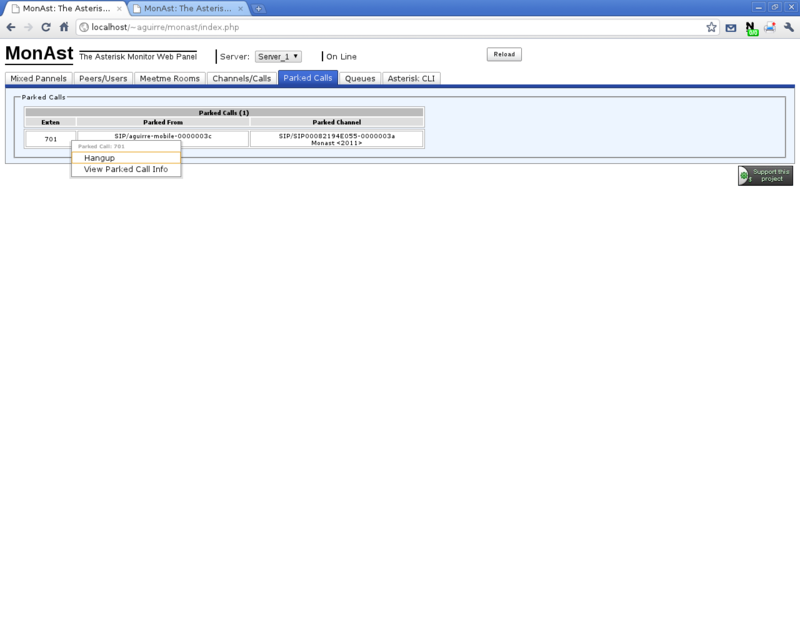 MonAst: The Asteris...
MonAst: The Asteris...
localhost/~aguirre/monast/index.php
MonAst The Asterisk Monitor Web Panel Server: Server_1 On Line Reload
Mixed Pannels Peers/Users Meetme Rooms Channels/Calls Parked Calls Queues Asterisk CLI
Parked Calls
Parked Calls (1)
Exten Parked From Parked Channel
701 SIP/aguirre-mobile-0000003c SIP/SIP00082194E055-0000003a
Monast <2011>
Parked Call: 701
Hangup
View Parked Call Info
Support this
project